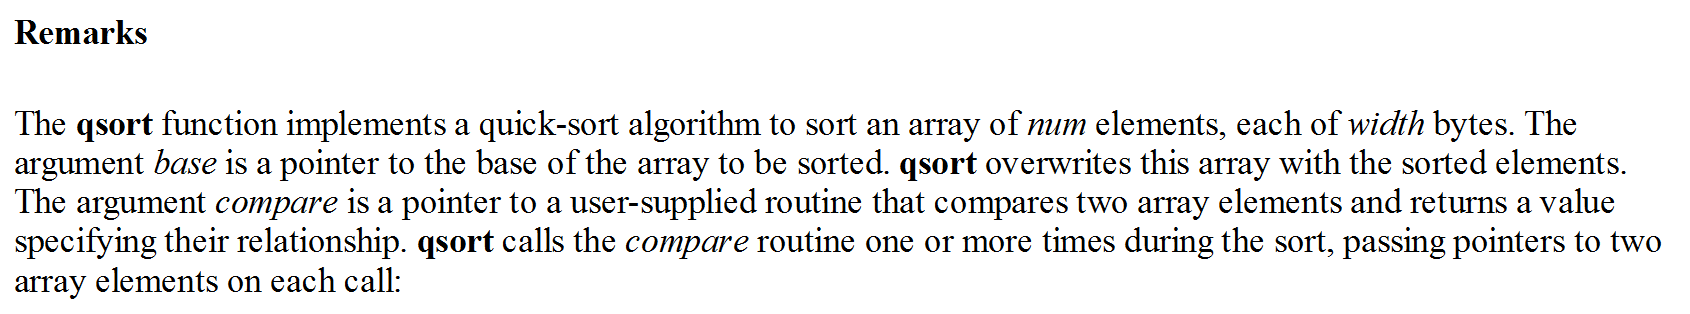 Remarks
The qsort function implements a quick-sort algorithm to sort an array of num elements, each of width bytes. The
argument base is a pointer to the base of the array to be sorted. qsort overwrites this array with the sorted elements.
The argument compare is a pointer to a user-supplied routine that compares two array elements and returns a value
specifying their relationship. qsort calls the compare routine one or more times during the sort, passing pointers to two
array elements on each call: